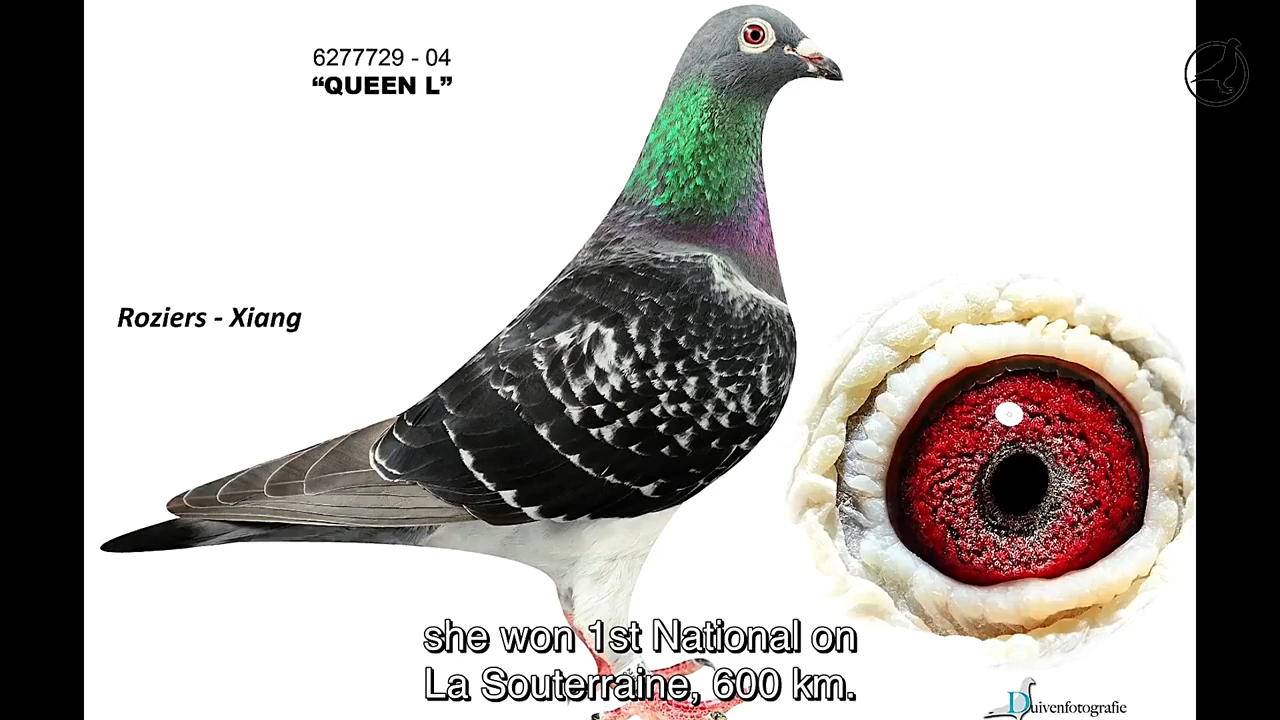 6277729 - 04
“QUEEN L”
Roziers - Xiang
she won 1st National on
La Souterraine, 600 km.
Duivenfotografie